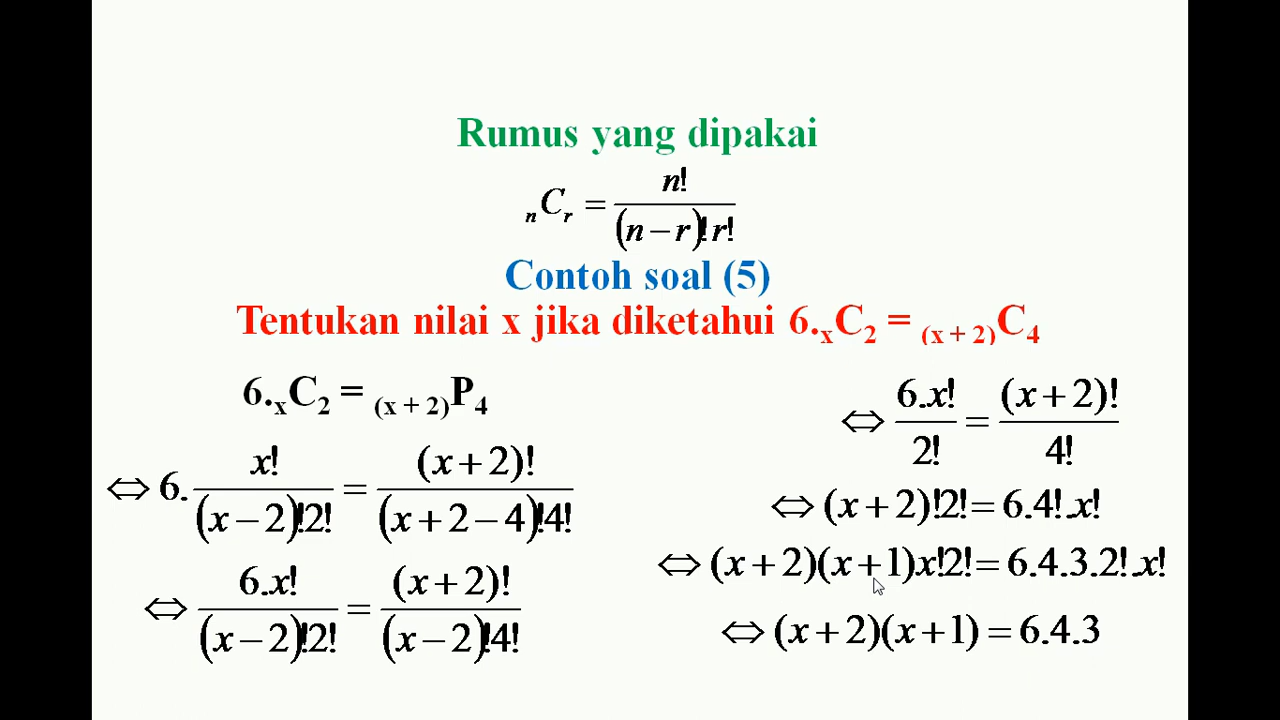 Rumus yang dipakai
nCr = n! / (n − r)! r!
Contoh soal (5)
Tentukan nilai x jika diketahui 6.xC2 = (x + 2)C4
6.xC2 = (x + 2)P4
⇔ 6. x! / (x − 2)!2! = (x + 2)! / (x + 2 − 4)!4!
⇔ 6.x! / (x − 2)!2! = (x + 2)! / (x − 2)!4!
⇔ 6.x! / 2! = (x + 2)! / 4!
⇔ (x + 2)!2! = 6.4!.x!
⇔ (x + 2)(x + 1)x!2! = 6.4.3.2!.x!
⇔ (x + 2)(x + 1) = 6.4.3